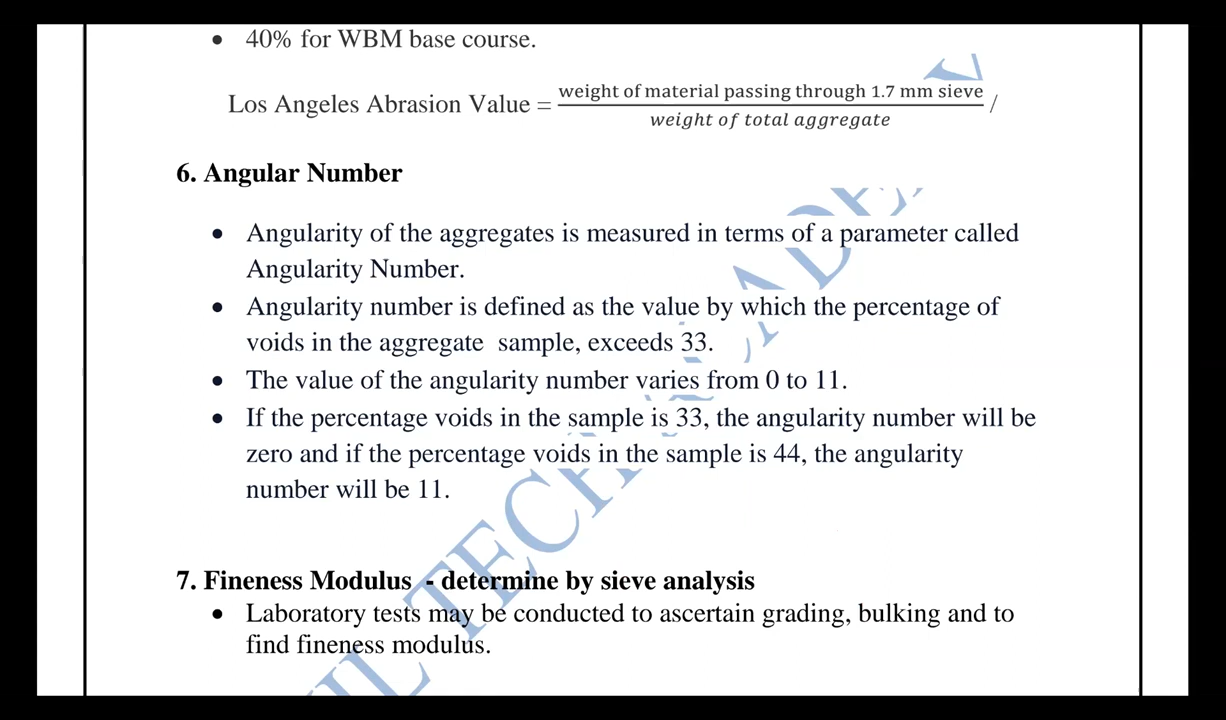 • 40% for WBM base course.
Los Angeles Abrasion Value = weight of material passing through 1.7 mm sieve /
weight of total aggregate
6. Angular Number
• Angularity of the aggregates is measured in terms of a parameter called
Angularity Number.
• Angularity number is defined as the value by which the percentage of
voids in the aggregate sample, exceeds 33.
• The value of the angularity number varies from 0 to 11.
• If the percentage voids in the sample is 33, the angularity number will be
zero and if the percentage voids in the sample is 44, the angularity
number will be 11.
7. Fineness Modulus - determine by sieve analysis
• Laboratory tests may be conducted to ascertain grading, bulking and to
find fineness modulus.